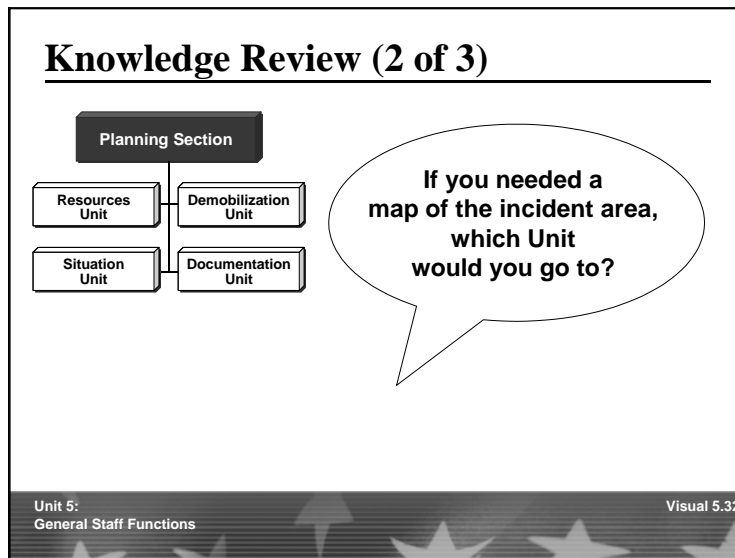 Knowledge Review (2 of 3)
Planning Section
Resources
Unit
Demobilization
Unit
Situation
Unit
Documentation
Unit
If you needed a
map of the incident area,
which Unit
would you go to?
Unit 5:
General Staff Functions
Visual 5.32